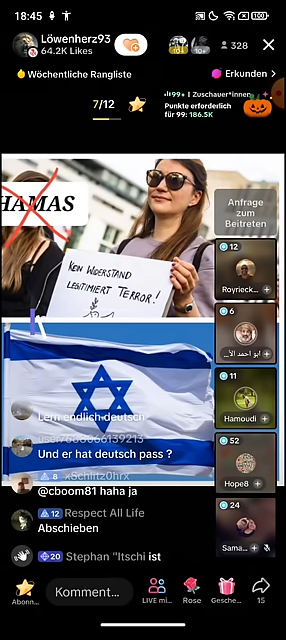 18:45
100
Löwenherz93
64.2K Likes
10+
328
Wöchentliche Rangliste
Erkunden >
7/12
99+ I Zuschauer*innen
Punkte erforderlich
für 99: 186.5K
HAMAS
KEIN WIDERSTAND
LEGITIMIERT TERROR!
Anfrage
zum
Beitreten
12
Royrieck...
6
ابو احمد الأ...
11
Hamoudi
52
Hope8
24
Sama...
Lern endlich deutsch
Und er hat deutsch pass ?
8 xSchlitz0hrx
@cboom81 haha ja
12 Respect All Life
Abschieben
20 Stephan "Itschi ist
Abonn...
Komment...
LIVE mi...
Rose
Gesche...
15